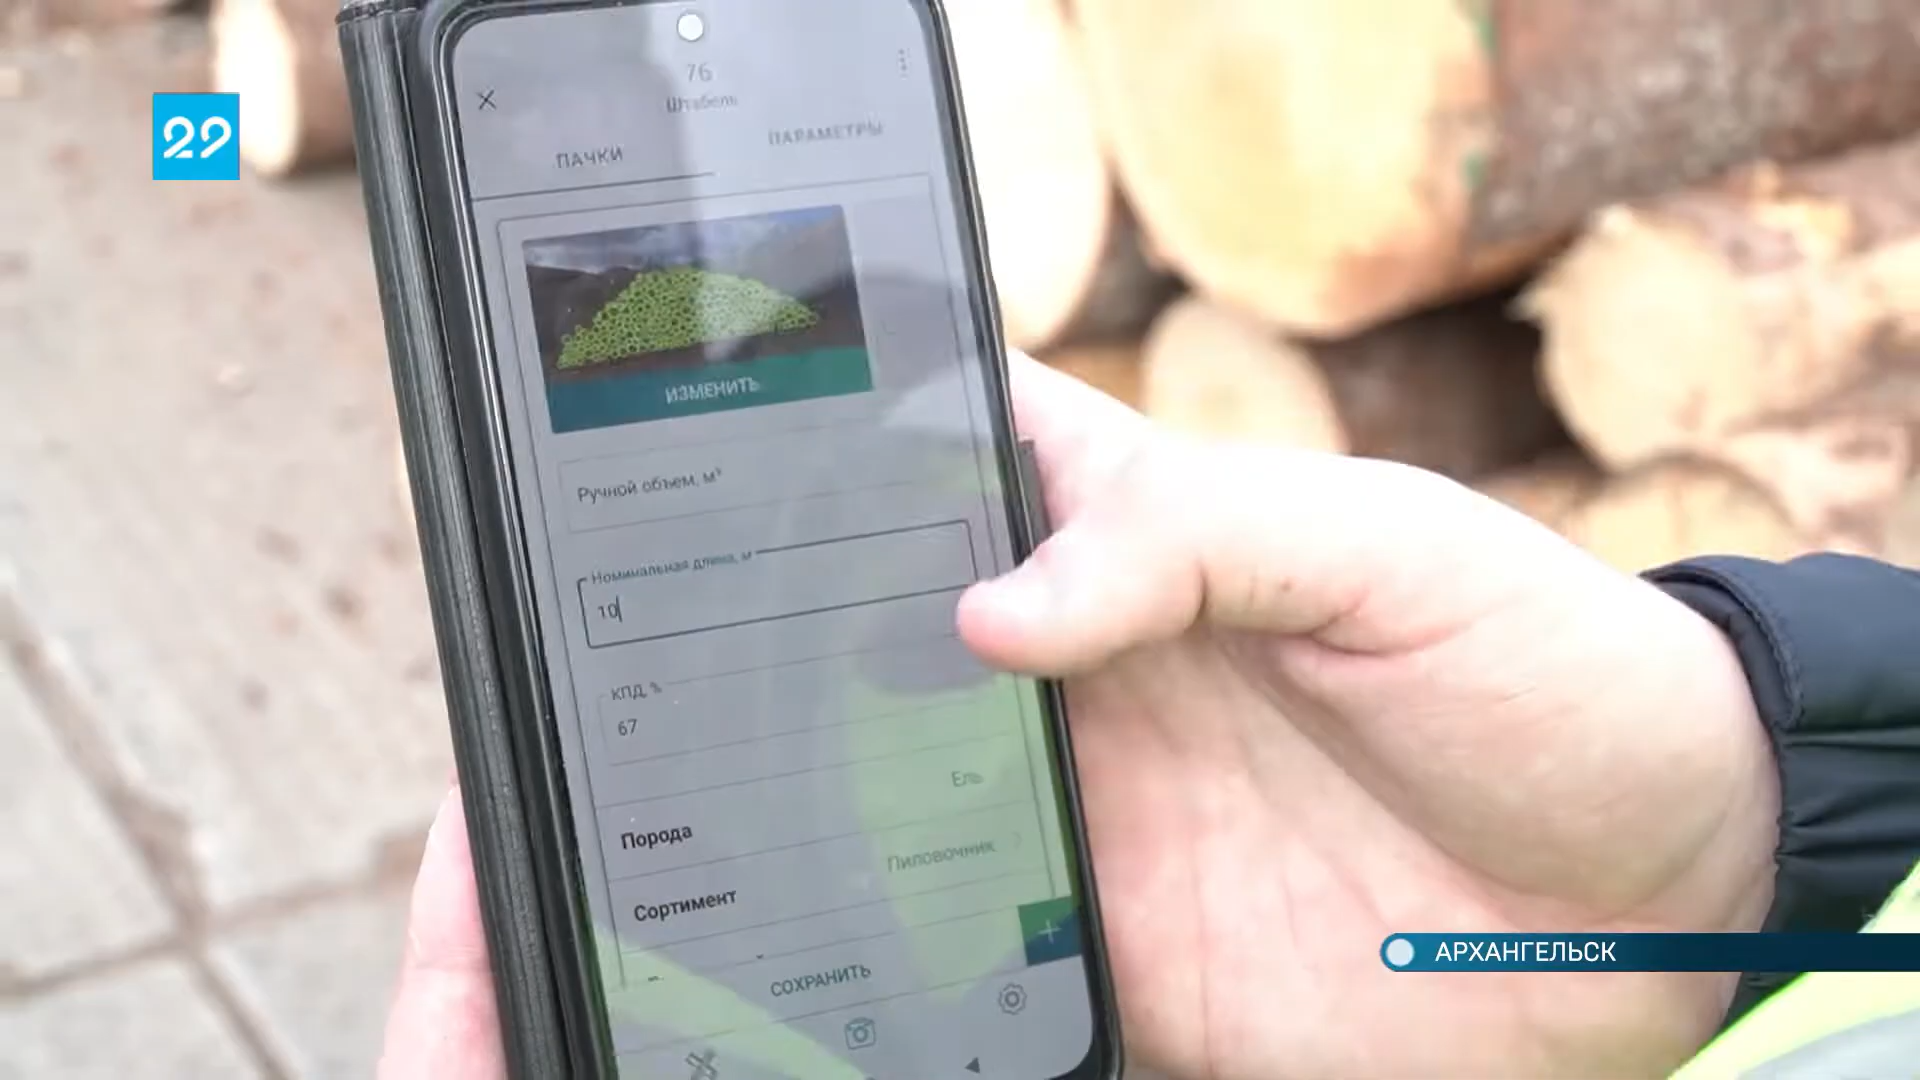 29
76
Штабель
ПАЧКИ
ПАРАМЕТРЫ
ИЗМЕНИТЬ
Ручной объем, м³
Номинальная длина, м
10
КПД, %
67
Порода
Ель
Сортимент
Пиловочник
СОХРАНИТЬ
АРХАНГЕЛЬСК